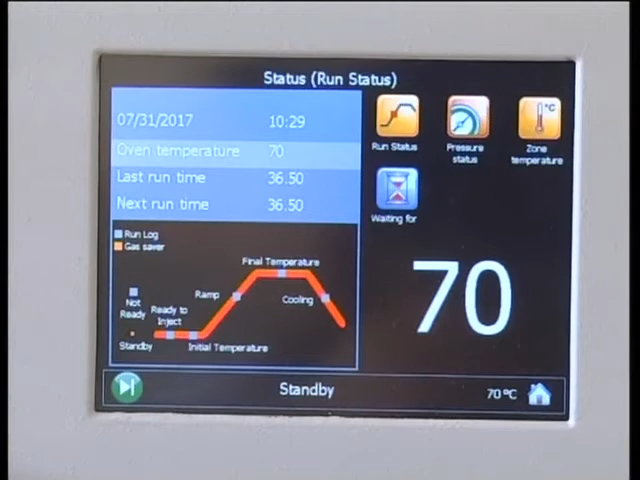 Status (Run Status)
07/31/2017 10:29
Oven temperature 70
Last run time 36.50
Next run time 36.50
Run Status
Pressure status
°C
Zone temperature
Waiting for
Run Log
Gas saver
Final Temperature
Ramp
Cooling
Not Ready
Ready to Inject
Standby
Initial Temperature
70
Standby
70 °C